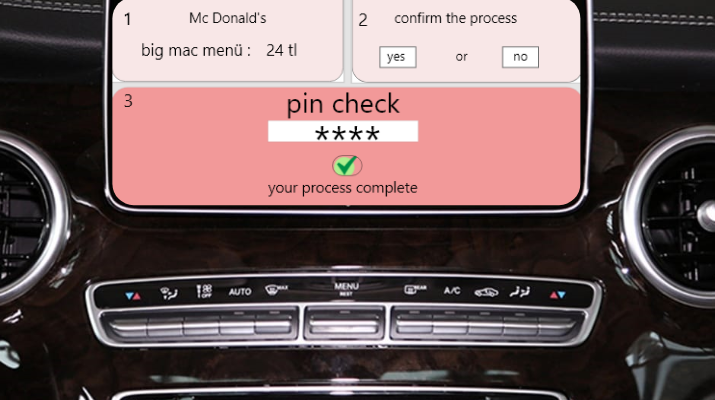 1
Mc Donald's
big mac menü : 24 tl
2
confirm the process
yes or no
3
pin check
****
your process complete
OFF AUTO MAX MENU REST REAR A/C